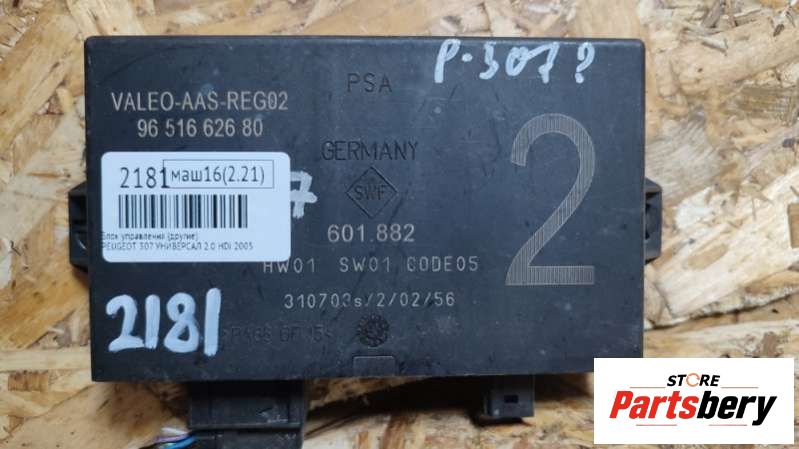 P-307?
PSA
VALEO-AAS-REG02
96 516 626 80
GERMANY
2
2181
маш16(2.21)
7
SWF
Блок управления (другие)
PEUGEOT 307 УНИВЕРСАЛ 2.0 HDI 2005
601.882
HW01 SW01 CODE05
310703s/2/02/56
2181
STORE
Partsbery